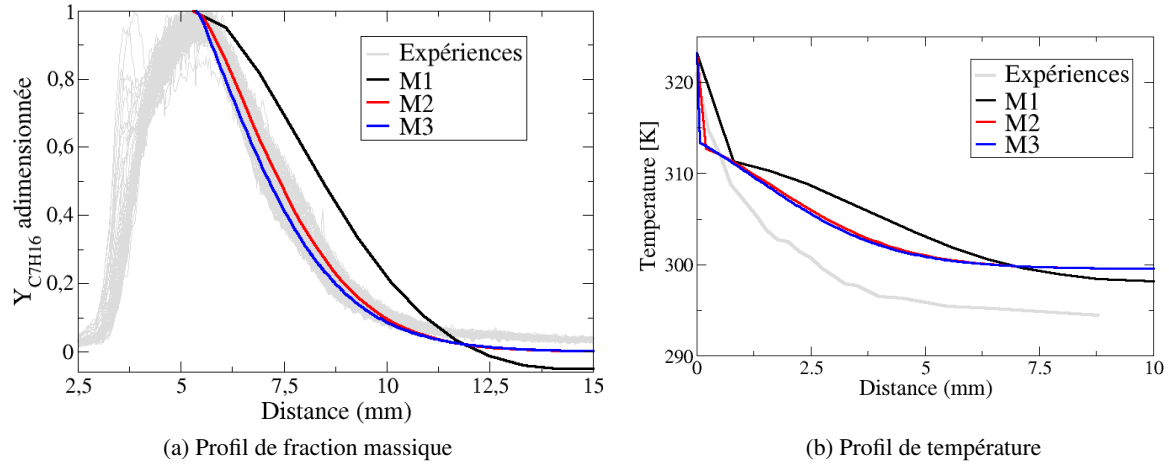 1
0,8
0,6
0,4
0,2
0
Y_C7H16 adimensionnée
Expériences
M1
M2
M3
2,5 5 7,5 10 12,5 15
Distance (mm)
(a) Profil de fraction massique
320
310
300
290
Temperature [K]
Expériences
M1
M2
M3
0 2.5 5 7.5 10
Distance (mm)
(b) Profil de température